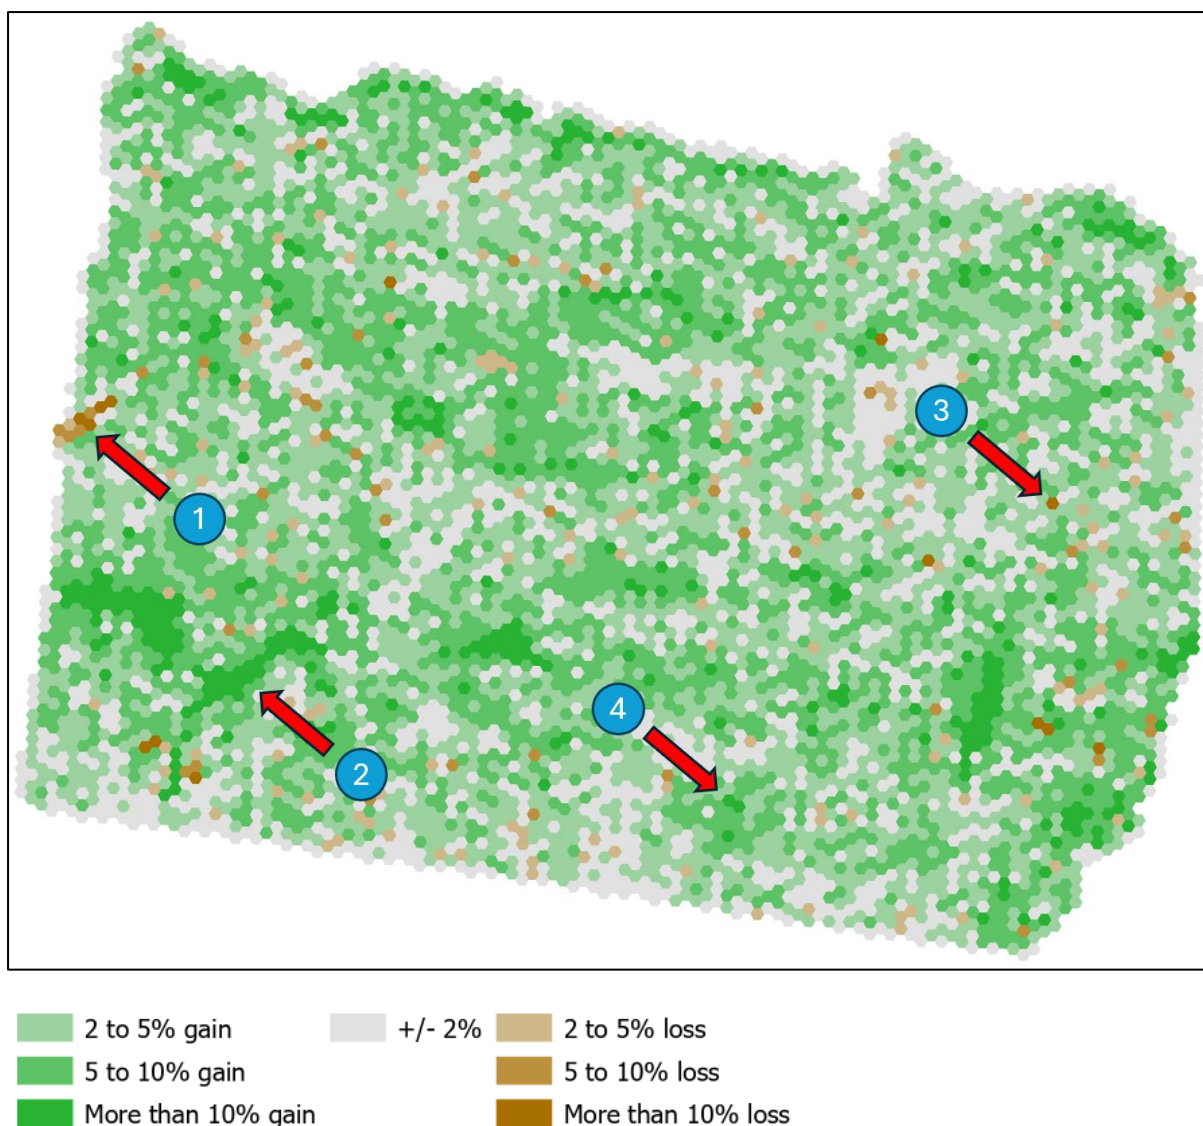 3
1
4
2
2 to 5% gain +/- 2% 2 to 5% loss
5 to 10% gain 5 to 10% loss
More than 10% gain More than 10% loss